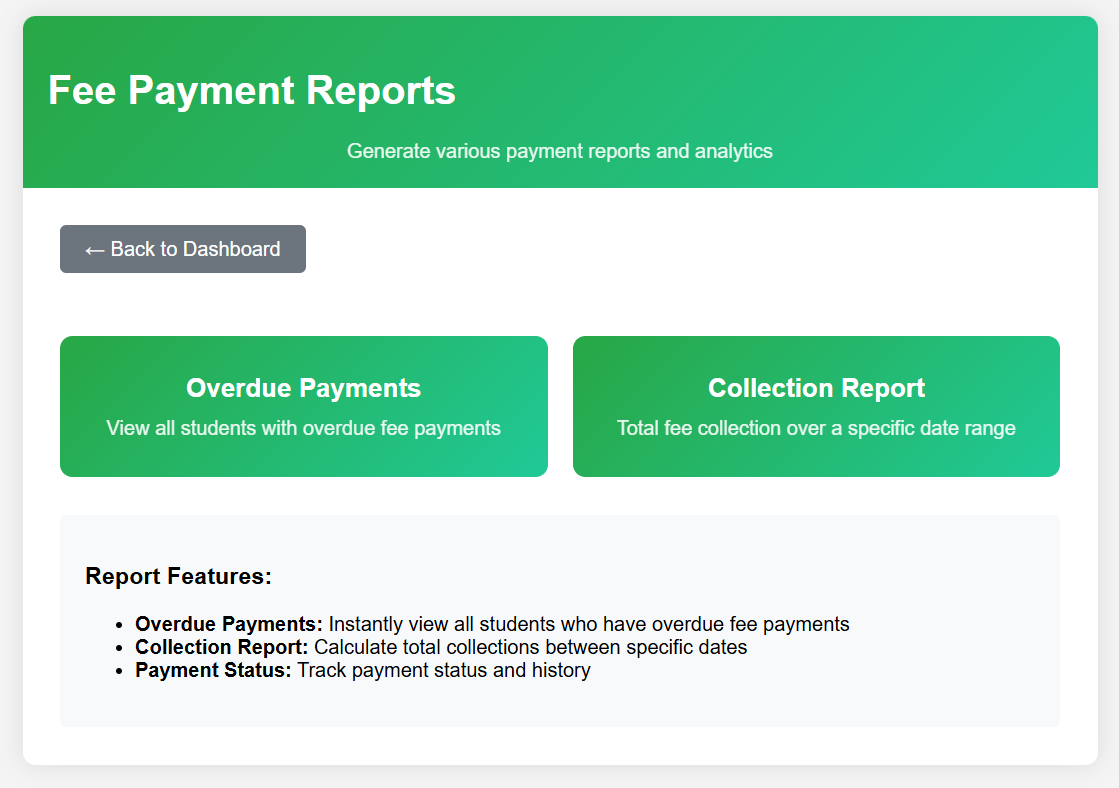 Fee Payment Reports
Generate various payment reports and analytics
← Back to Dashboard
Overdue Payments
View all students with overdue fee payments
Collection Report
Total fee collection over a specific date range
Report Features:
• Overdue Payments: Instantly view all students who have overdue fee payments
• Collection Report: Calculate total collections between specific dates
• Payment Status: Track payment status and history